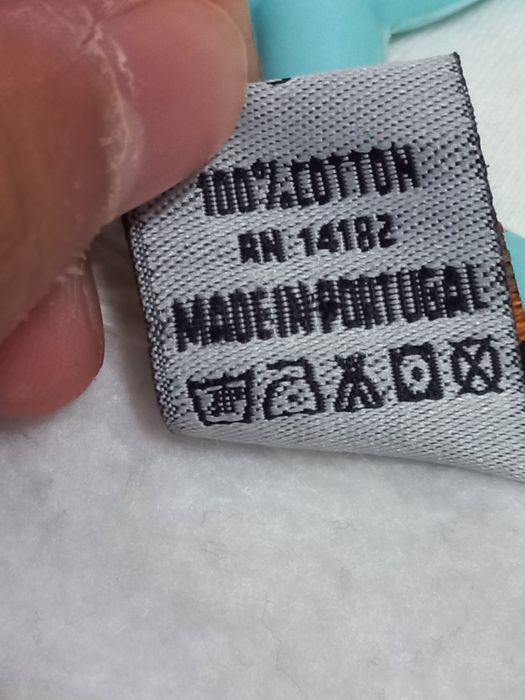 100% COTTON
RN 14182
MADE IN PORTUGAL